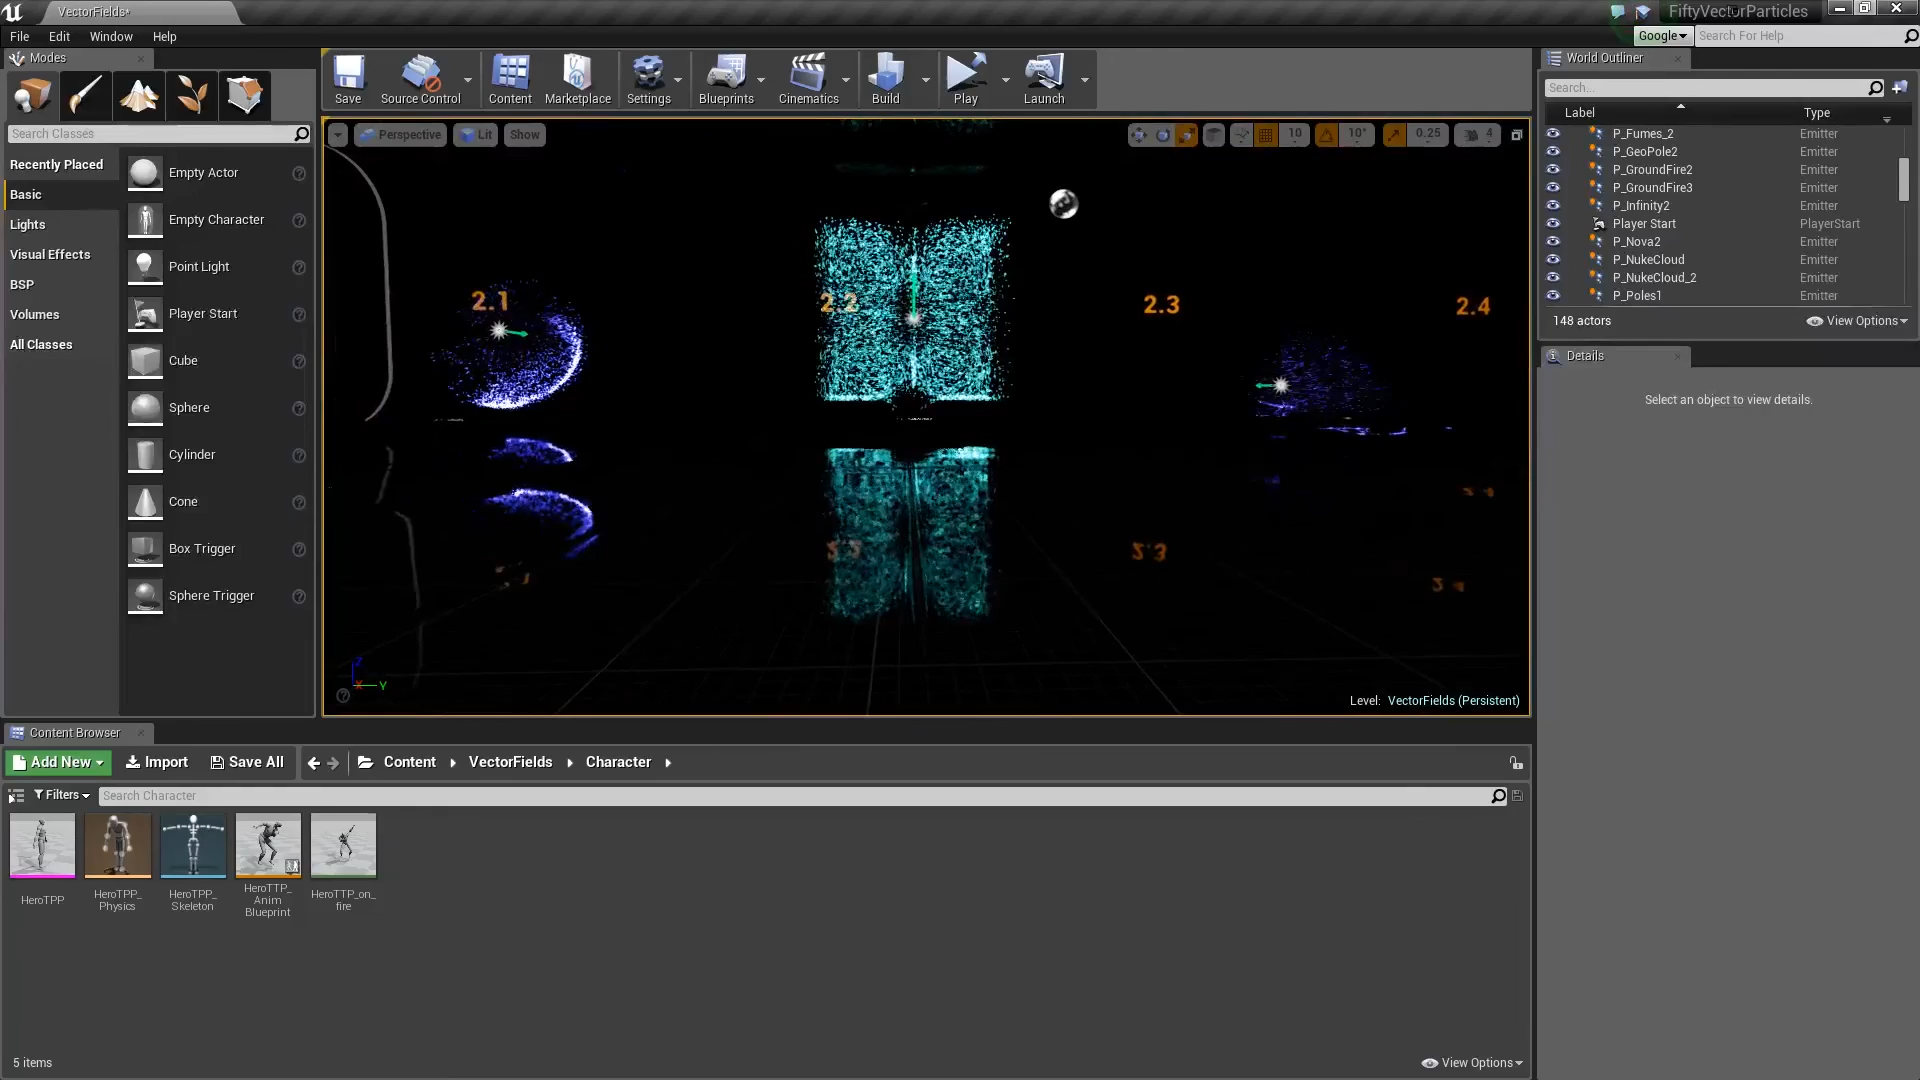 VectorFields*
FiftyVectorParticles
File Edit Window Help
Google Search For Help
Modes
World Outliner
Save Source Control Content Marketplace Settings Blueprints Cinematics Build Play Launch
Search...
Label Type
Search Classes
Perspective Lit Show
10 10° 0.25 4
P_Fumes_2 Emitter
P_GeoPole2 Emitter
P_GroundFire2 Emitter
P_GroundFire3 Emitter
P_Infinity2 Emitter
Player Start PlayerStart
P_Nova2 Emitter
P_NukeCloud Emitter
P_NukeCloud_2 Emitter
P_Poles1 Emitter
148 actors View Options
Recently Placed
Basic
Lights
Visual Effects
BSP
Volumes
All Classes
Empty Actor
Empty Character
Point Light
Player Start
Cube
Sphere
Cylinder
Cone
Box Trigger
Sphere Trigger
2.1 2.2 2.3 2.4
Z
X Y
Level: VectorFields (Persistent)
Details
Select an object to view details.
Content Browser
Add New Import Save All Content VectorFields Character
Filters Search Character
HeroTPP
HeroTPP_
Physics
HeroTPP_
Skeleton
HeroTTP_
Anim
Blueprint
HeroTTP_on_
fire
5 items View Options